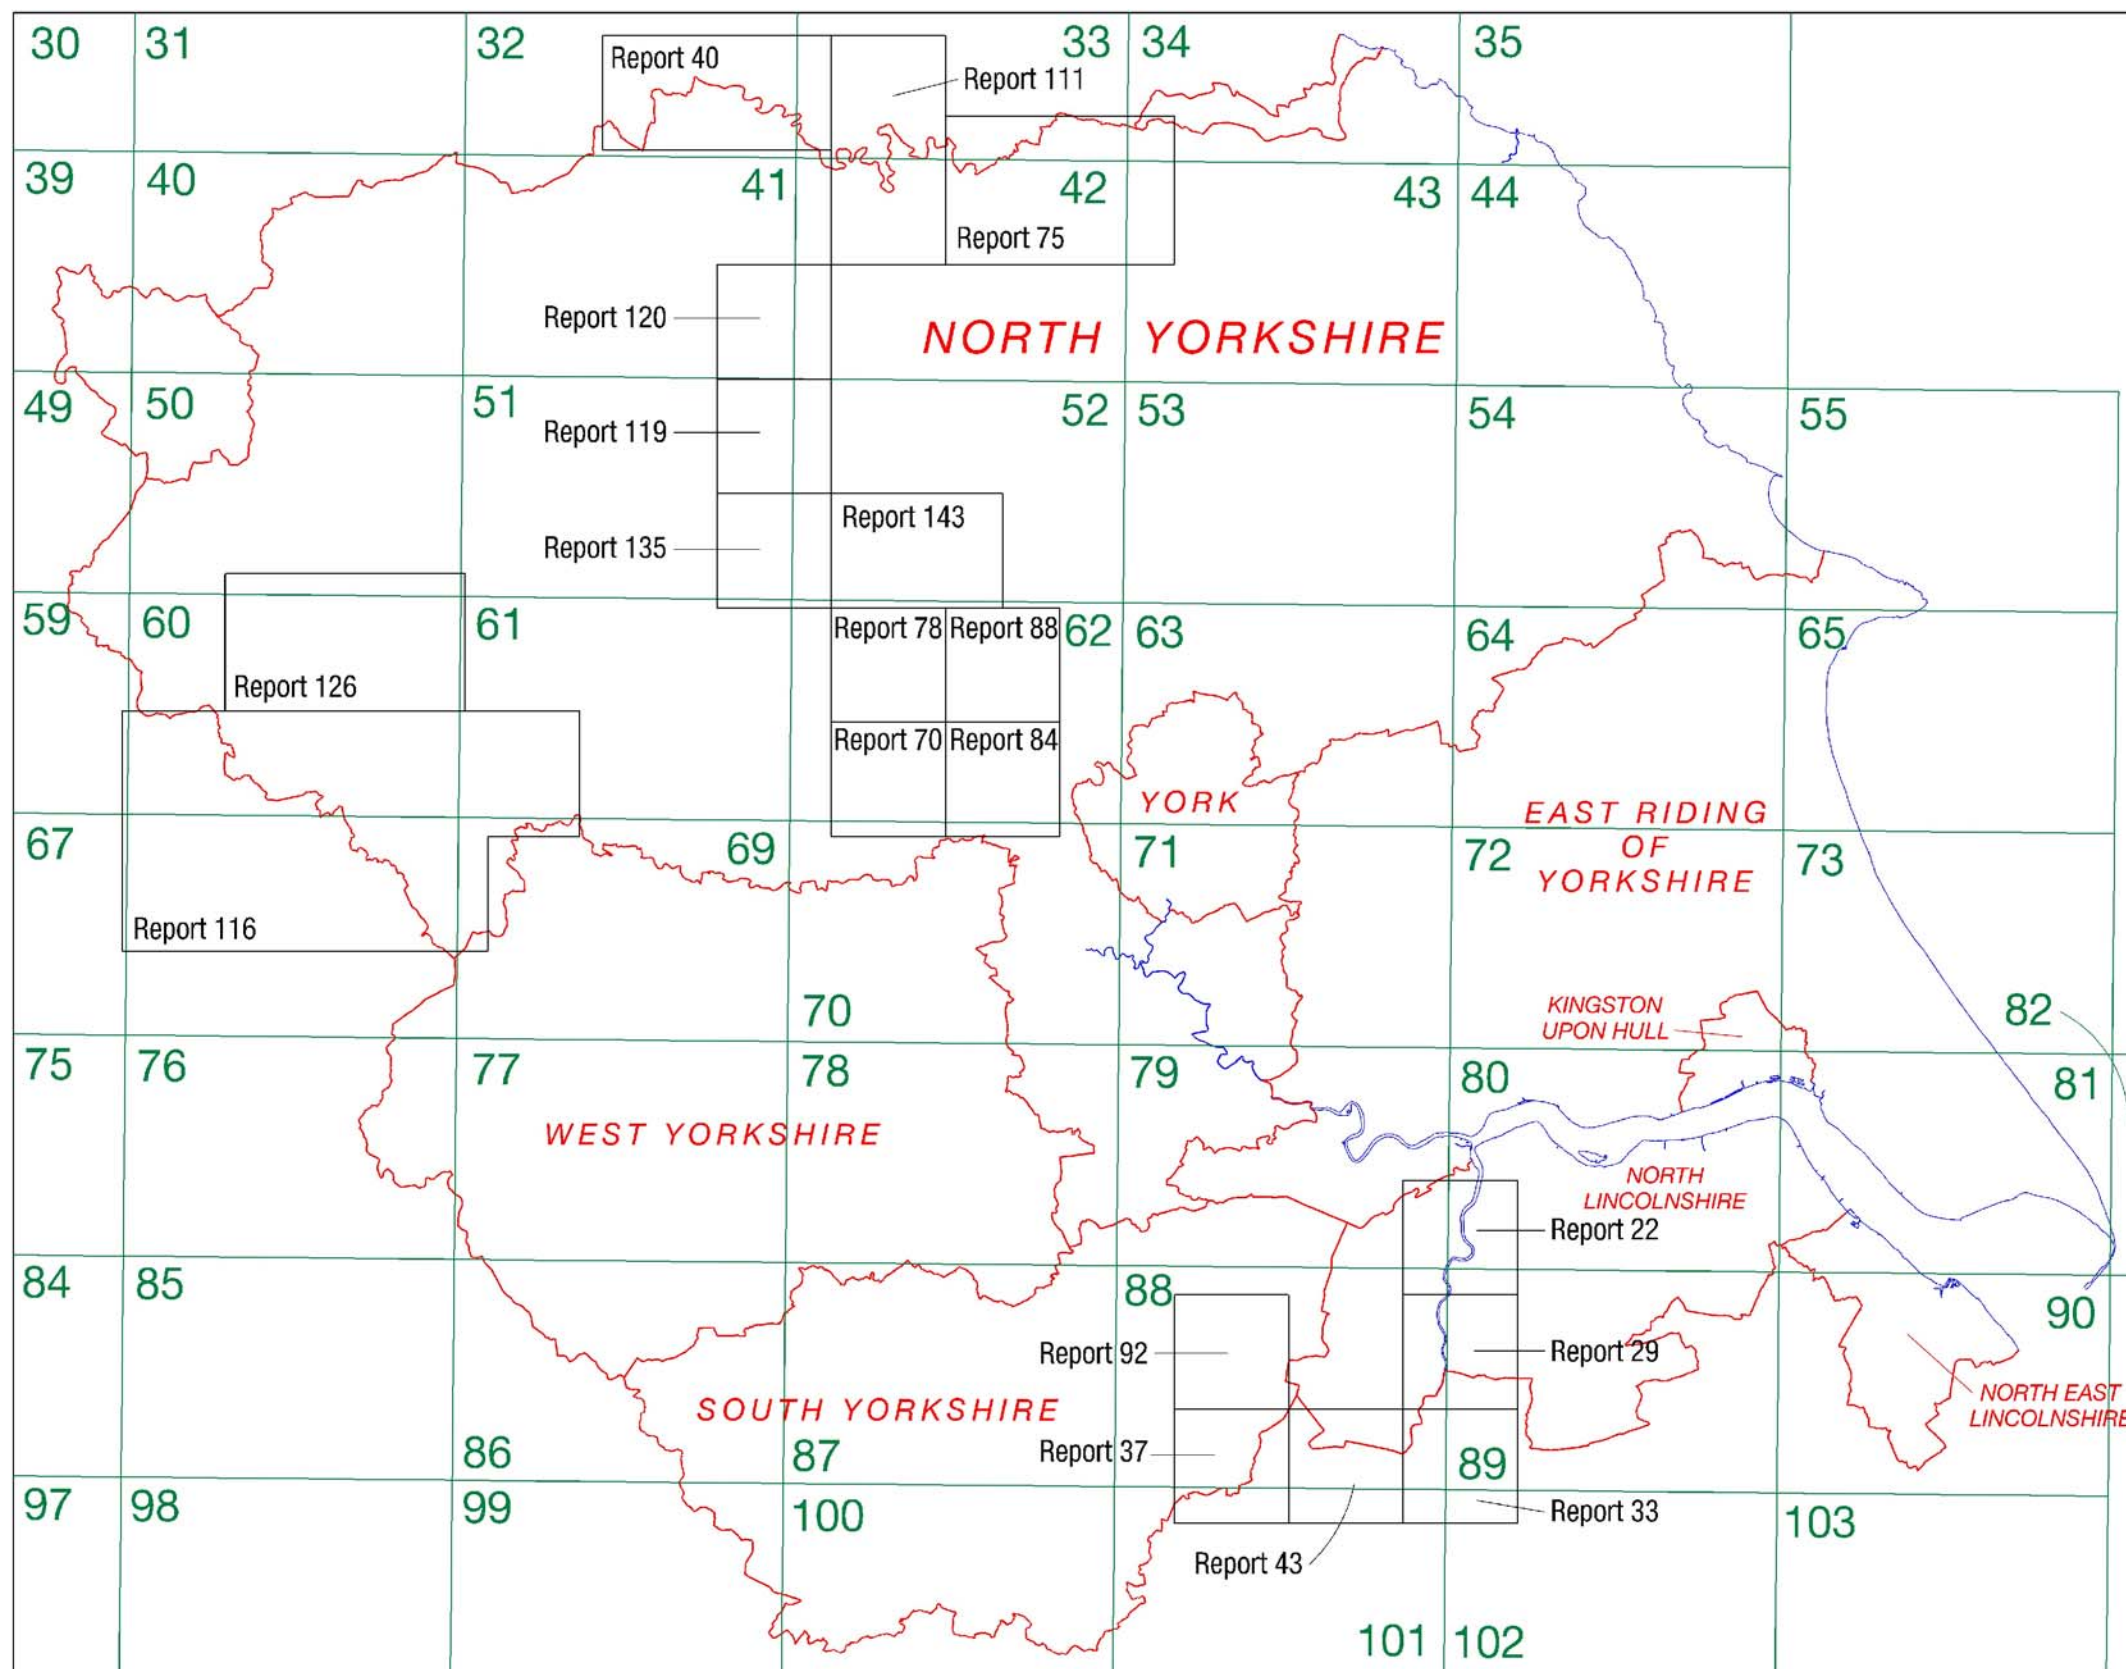 30
31
32
Report 40
33
34
35
Report 111
39
40
41
42
43
44
Report 75
Report 120
NORTH YORKSHIRE
49
50
51
52
53
54
55
Report 119
Report 143
Report 135
59
60
61
Report 78
Report 88
62
63
64
65
Report 126
Report 70
Report 84
YORK
EAST RIDING
OF
YORKSHIRE
67
69
71
72
73
Report 116
70
KINGSTON
UPON HULL
82
75
76
77
78
79
80
81
WEST YORKSHIRE
NORTH
LINCOLNSHIRE
Report 22
84
85
88
90
Report 92
Report 29
SOUTH YORKSHIRE
NORTH EAST
LINCOLNSHIRE
86
87
Report 37
89
97
98
99
100
Report 33
103
Report 43
101
102